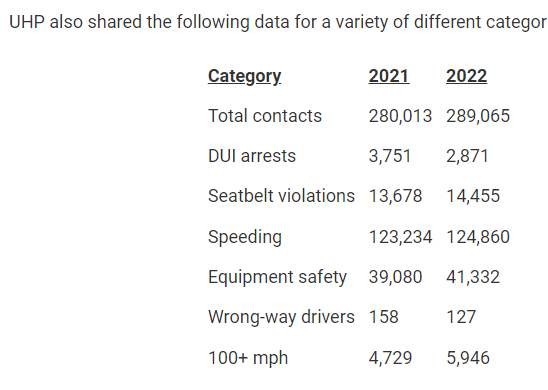 UHP also shared the following data for a variety of different categor
Category 2021 2022
Total contacts 280,013 289,065
DUI arrests 3,751 2,871
Seatbelt violations 13,678 14,455
Speeding 123,234 124,860
Equipment safety 39,080 41,332
Wrong-way drivers 158 127
100+ mph 4,729 5,946